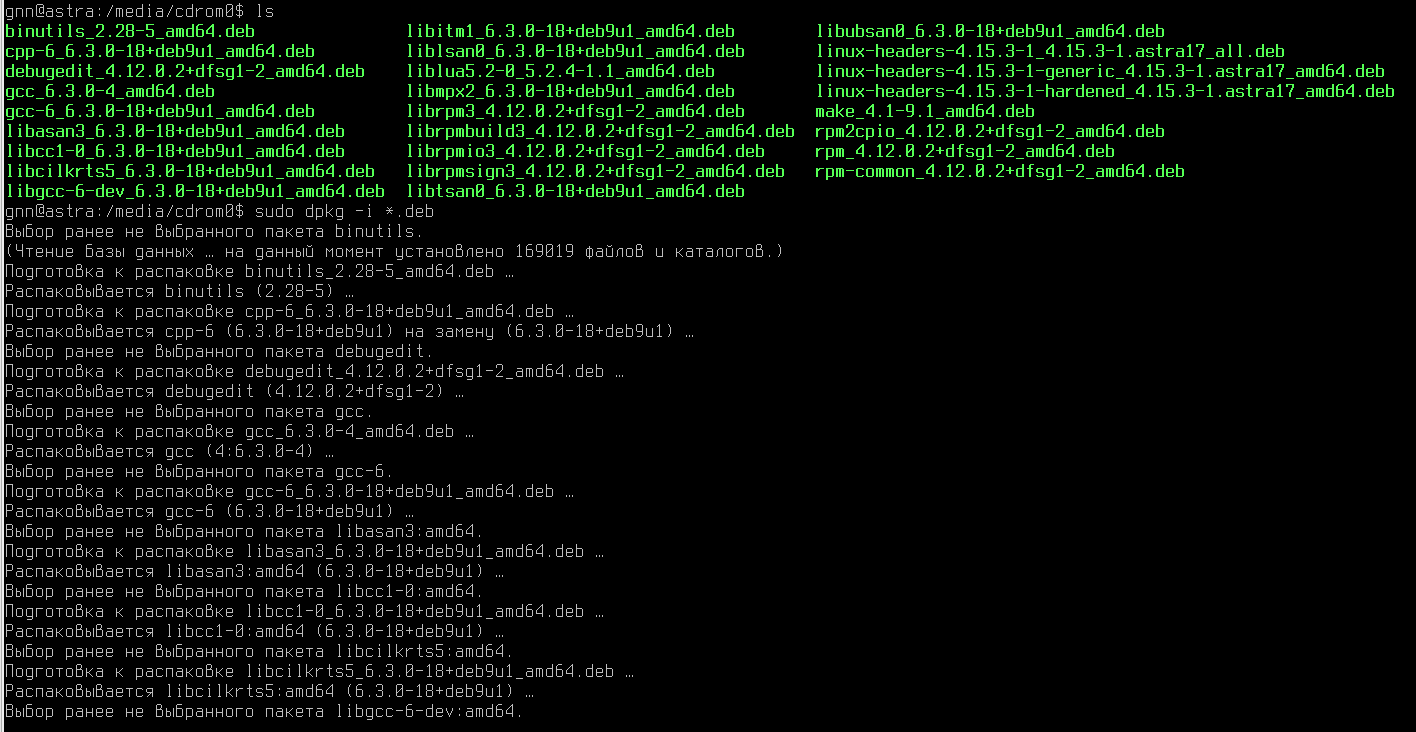 gnn@astra:/media/cdrom0$ ls
binutils_2.28-5_amd64.deb libitm1_6.3.0-18+deb9u1_amd64.deb libubsan0_6.3.0-18+deb9u1_amd64.deb
cpp-6_6.3.0-18+deb9u1_amd64.deb liblsan0_6.3.0-18+deb9u1_amd64.deb linux-headers-4.15.3-1_4.15.3-1.astra17_all.deb
debugedit_4.12.0.2+dfsg1-2_amd64.deb liblua5.2-0_5.2.4-1.1_amd64.deb linux-headers-4.15.3-1-generic_4.15.3-1.astra17_amd64.deb
gcc_6.3.0-4_amd64.deb libmpx2_6.3.0-18+deb9u1_amd64.deb linux-headers-4.15.3-1-hardened_4.15.3-1.astra17_amd64.deb
gcc-6_6.3.0-18+deb9u1_amd64.deb librpm3_4.12.0.2+dfsg1-2_amd64.deb make_4.1-9.1_amd64.deb
libasan3_6.3.0-18+deb9u1_amd64.deb librpmbuild3_4.12.0.2+dfsg1-2_amd64.deb rpm2cpio_4.12.0.2+dfsg1-2_amd64.deb
libcc1-0_6.3.0-18+deb9u1_amd64.deb librpmio3_4.12.0.2+dfsg1-2_amd64.deb rpm_4.12.0.2+dfsg1-2_amd64.deb
libcilkrts5_6.3.0-18+deb9u1_amd64.deb librpmsign3_4.12.0.2+dfsg1-2_amd64.deb rpm-common_4.12.0.2+dfsg1-2_amd64.deb
libgcc-6-dev_6.3.0-18+deb9u1_amd64.deb libtsan0_6.3.0-18+deb9u1_amd64.deb
gnn@astra:/media/cdrom0$ sudo dpkg -i *.deb
Выбор ранее не выбранного пакета binutils.
(Чтение базы данных … на данный момент установлено 169019 файлов и каталогов.)
Подготовка к распаковке binutils_2.28-5_amd64.deb …
Распаковывается binutils (2.28-5) …
Подготовка к распаковке cpp-6_6.3.0-18+deb9u1_amd64.deb …
Распаковывается cpp-6 (6.3.0-18+deb9u1) на замену (6.3.0-18+deb9u1) …
Выбор ранее не выбранного пакета debugedit.
Подготовка к распаковке debugedit_4.12.0.2+dfsg1-2_amd64.deb …
Распаковывается debugedit (4.12.0.2+dfsg1-2) …
Выбор ранее не выбранного пакета gcc.
Подготовка к распаковке gcc_6.3.0-4_amd64.deb …
Распаковывается gcc (4:6.3.0-4) …
Выбор ранее не выбранного пакета gcc-6.
Подготовка к распаковке gcc-6_6.3.0-18+deb9u1_amd64.deb …
Распаковывается gcc-6 (6.3.0-18+deb9u1) …
Выбор ранее не выбранного пакета libasan3:amd64.
Подготовка к распаковке libasan3_6.3.0-18+deb9u1_amd64.deb …
Распаковывается libasan3:amd64 (6.3.0-18+deb9u1) …
Выбор ранее не выбранного пакета libcc1-0:amd64.
Подготовка к распаковке libcc1-0_6.3.0-18+deb9u1_amd64.deb …
Распаковывается libcc1-0:amd64 (6.3.0-18+deb9u1) …
Выбор ранее не выбранного пакета libcilkrts5:amd64.
Подготовка к распаковке libcilkrts5_6.3.0-18+deb9u1_amd64.deb …
Распаковывается libcilkrts5:amd64 (6.3.0-18+deb9u1) …
Выбор ранее не выбранного пакета libgcc-6-dev:amd64.